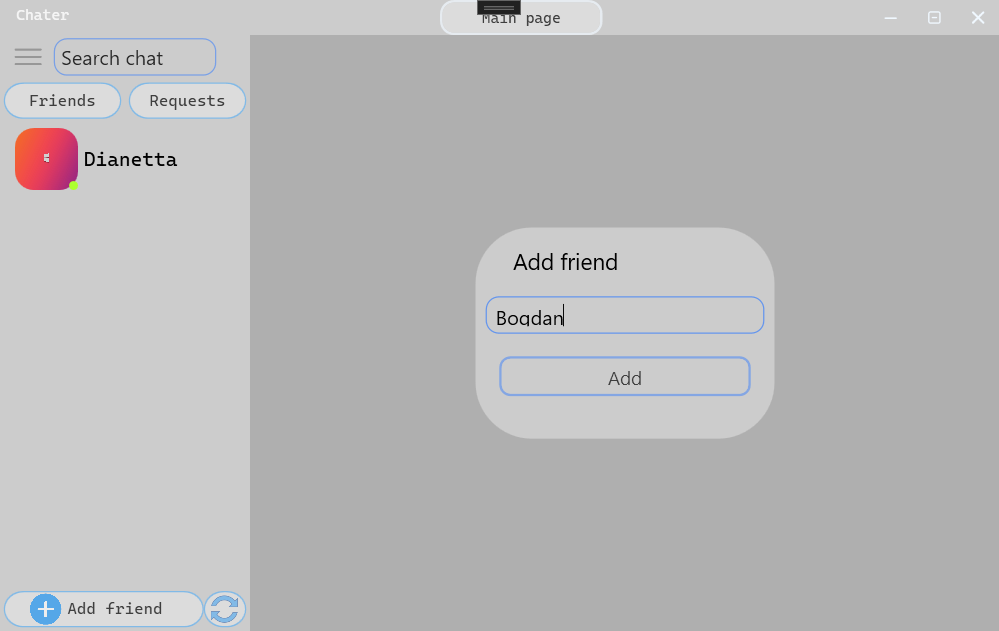 Chater
Main page
Search chat
Friends
Requests
Dianetta
Add friend
Bogdan
Add
Add friend